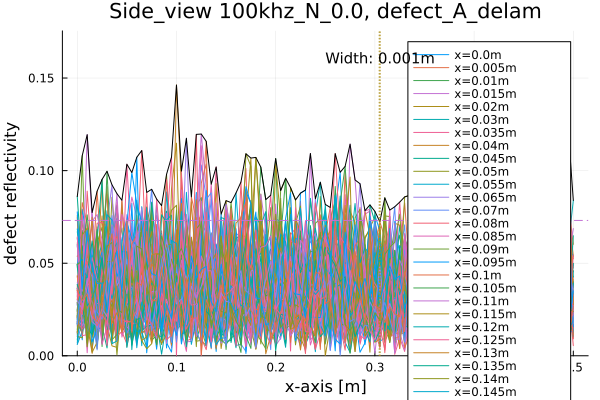 Side_view 100khz_N_0.0, defect_A_delam
Width: 0.001m
defect reflectivity
0.15
0.10
0.05
0.00
0.0
0.1
0.2
0.3
.5
x-axis [m]
x=0.0m
x=0.005m
x=0.01m
x=0.015m
x=0.02m
x=0.03m
x=0.035m
x=0.04m
x=0.045m
x=0.05m
x=0.055m
x=0.065m
x=0.07m
x=0.08m
x=0.085m
x=0.09m
x=0.095m
x=0.1m
x=0.105m
x=0.11m
x=0.115m
x=0.12m
x=0.125m
x=0.13m
x=0.135m
x=0.14m
x=0.145m